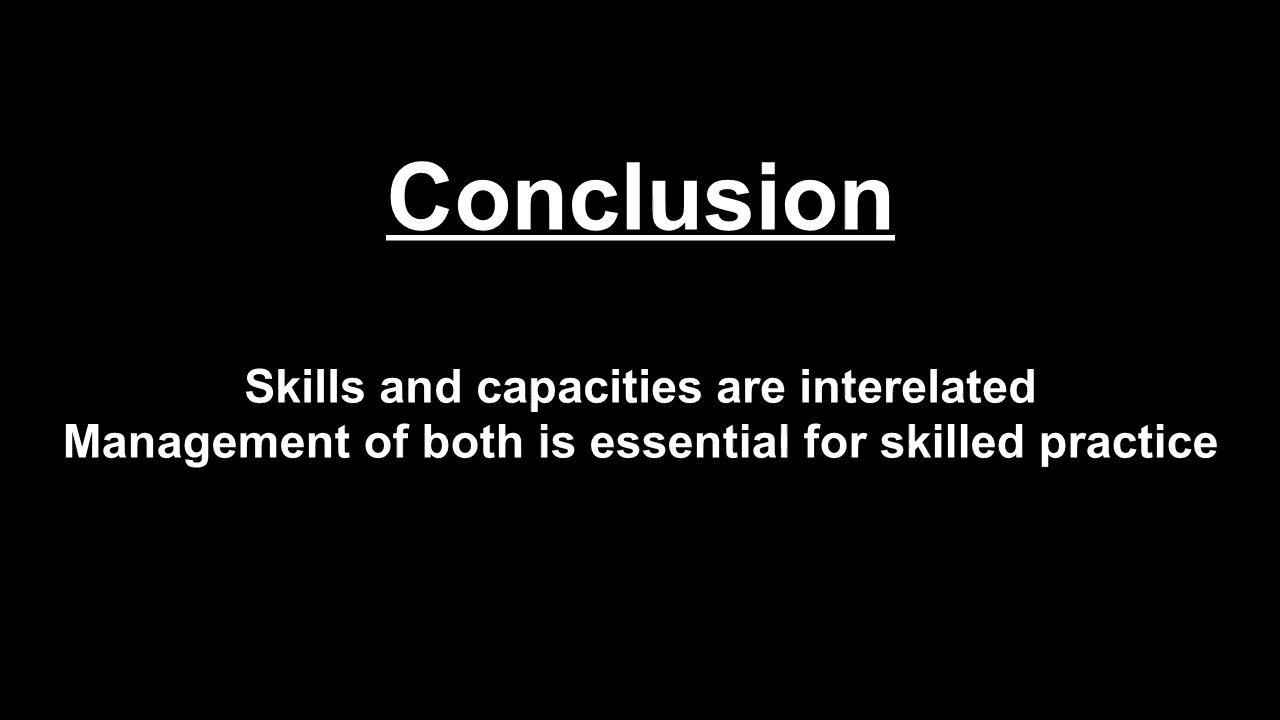 Conclusion
Skills and capacities are interelated
Management of both is essential for skilled practice